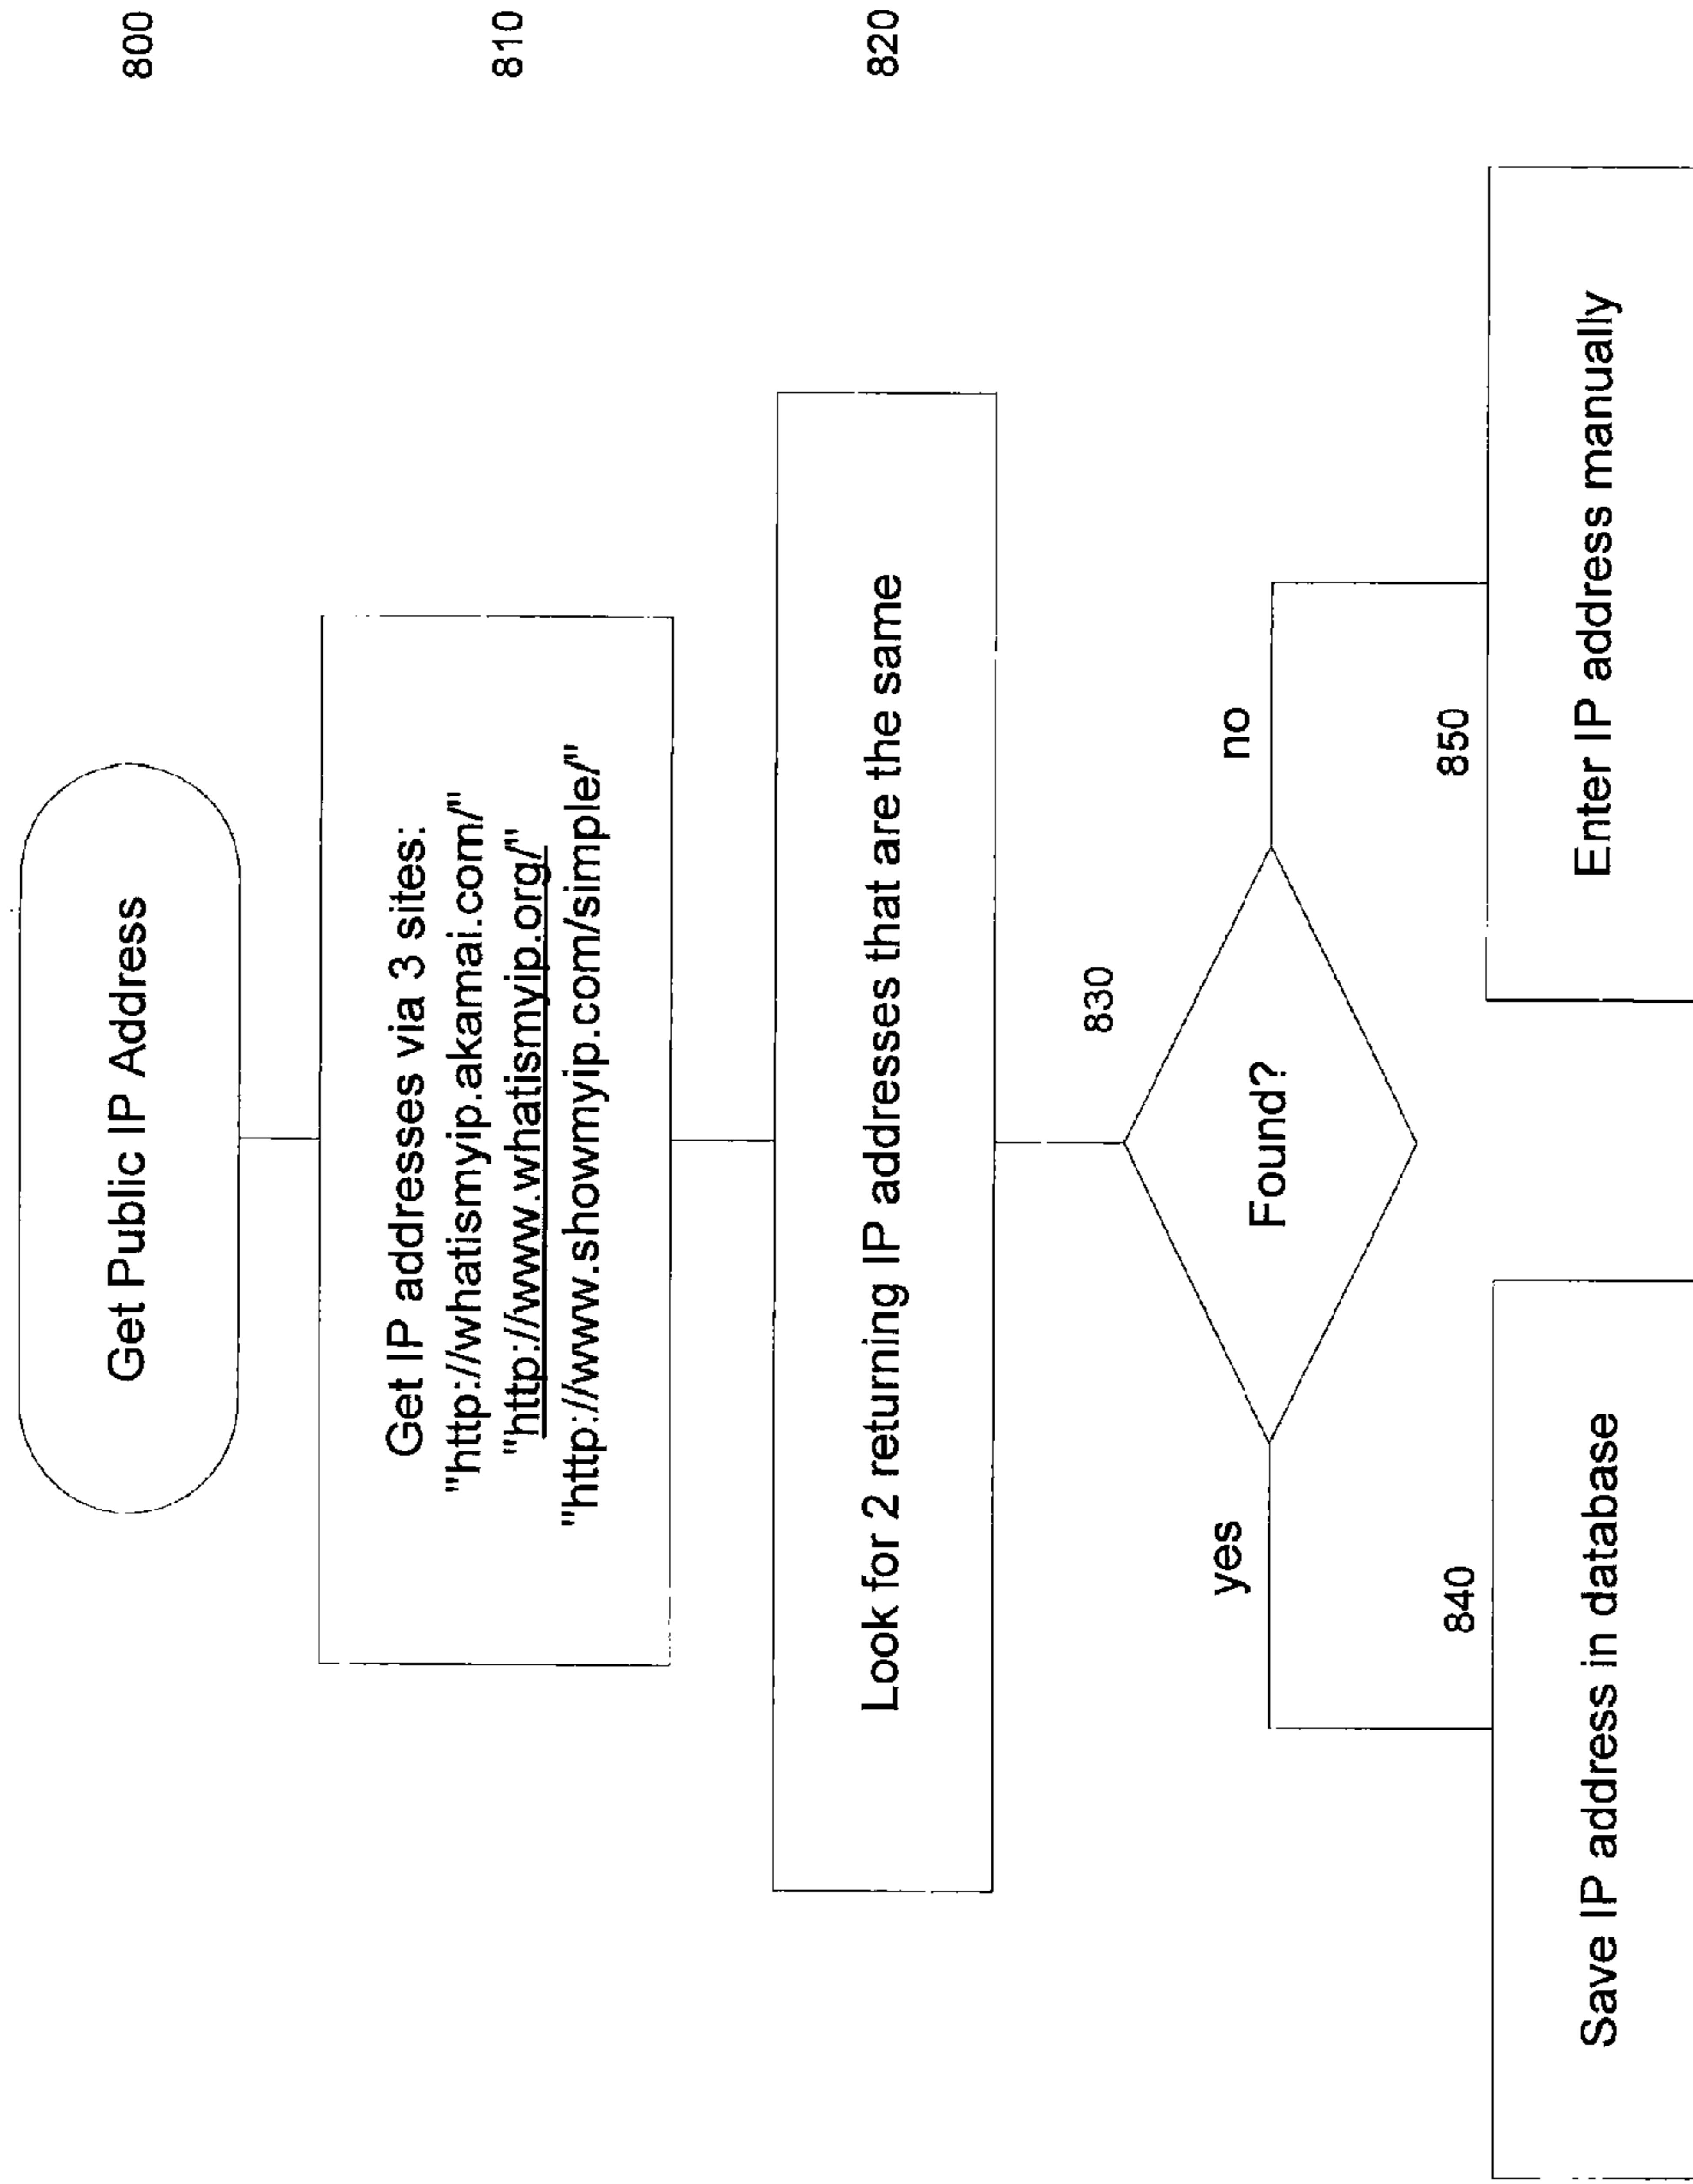 Get Public IP Address
800
Get IP addresses via 3 sites:
"http://whatismyip.akamai.com/"
"http://www.whatismyip.org/"
"http://www.showmyip.com/simple/"
810
Look for 2 returning IP addresses that are the same
820
830
Found?
yes
no
840
850
Save IP address in database
Enter IP address manually